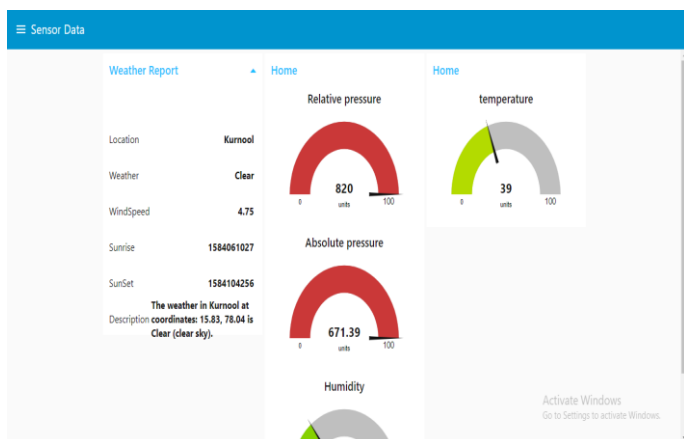 Sensor Data
Weather Report
Location Kurnool
Weather Clear
WindSpeed 4.75
Sunrise 1584061027
SunSet 1584104256
The weather in Kurnool at
Description coordinates: 15.83, 78.04 is
Clear (clear sky).
Home
Relative pressure
820
units
0 100
Absolute pressure
671.39
units
0 100
Humidity
Home
temperature
39
units
0 100
Activate Windows
Go to Settings to activate Windows.